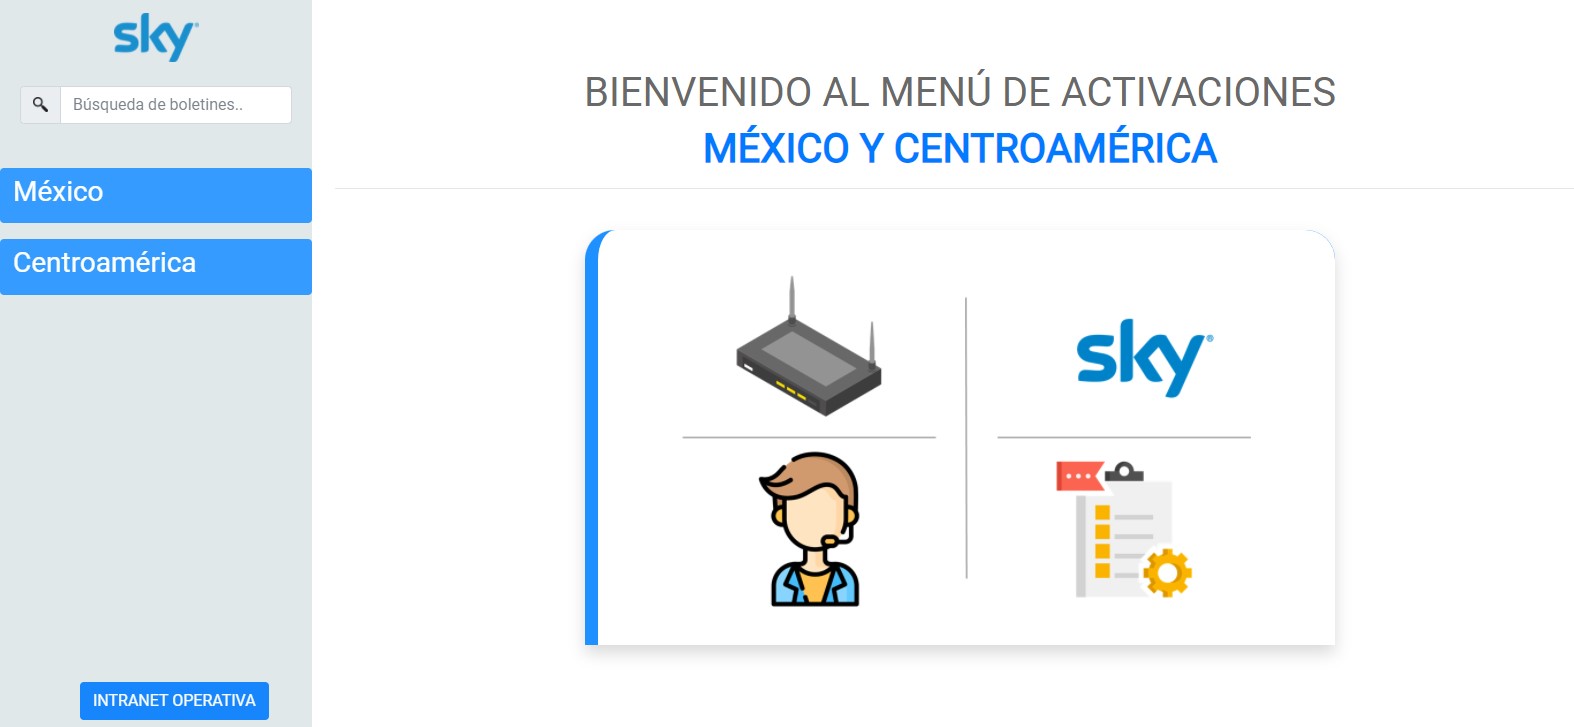 sky
Búsqueda de boletines..
México
Centroamérica
INTRANET OPERATIVA
BIENVENIDO AL MENÚ DE ACTIVACIONES
MÉXICO Y CENTROAMÉRICA
sky